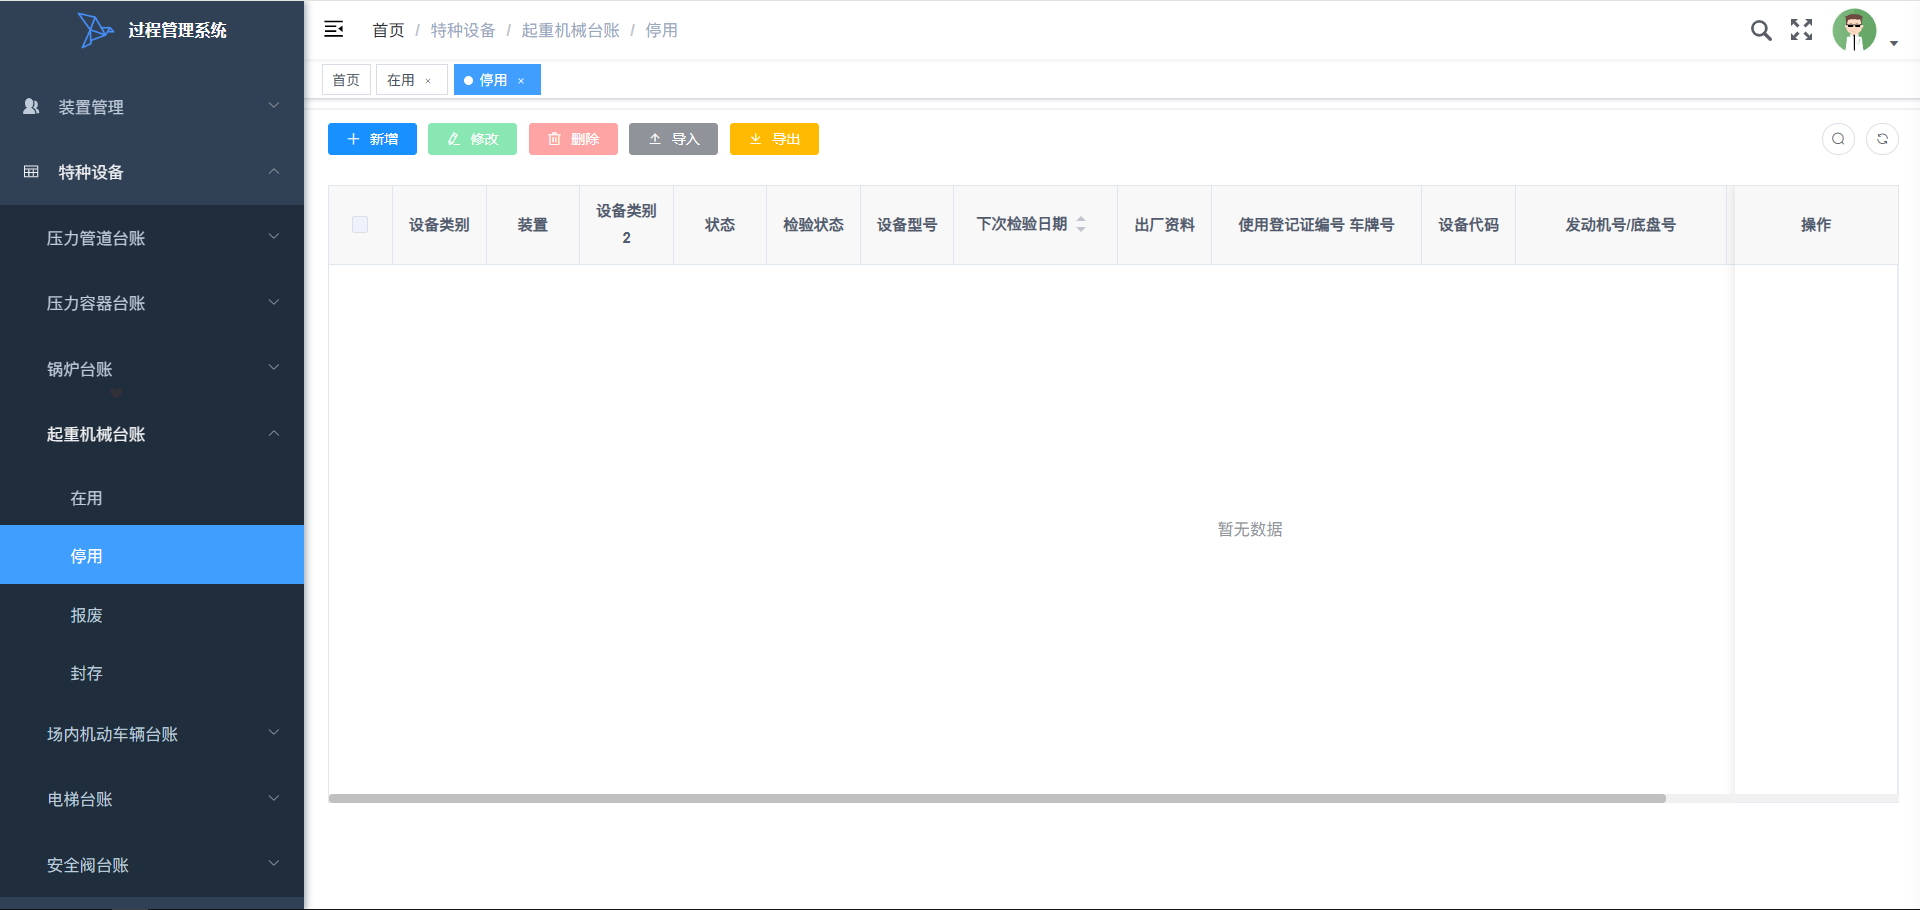 过程管理系统
首页 / 特种设备 / 起重机械台账 / 停用
首页
在用 ×
停用 ×
装置管理
特种设备
压力管道台账
压力容器台账
锅炉台账
起重机械台账
在用
停用
报废
封存
场内机动车辆台账
电梯台账
安全阀台账
新增
修改
删除
导入
导出
设备类别
装置
设备类别
2
状态
检验状态
设备型号
下次检验日期
出厂资料
使用登记证编号 车牌号
设备代码
发动机号/底盘号
操作
暂无数据